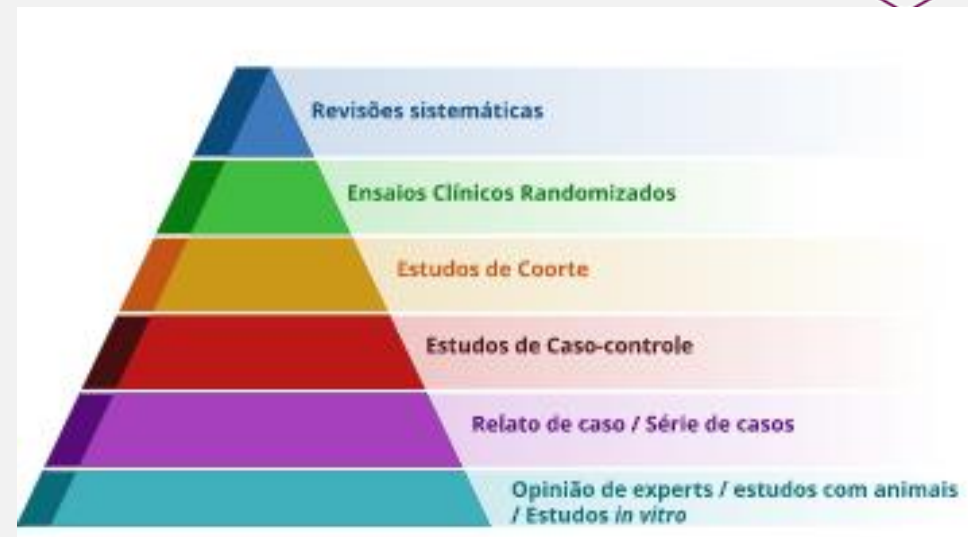 Revisões sistemáticas
Ensaios Clínicos Randomizados
Estudos de Coorte
Estudos de Caso-controle
Relato de caso / Série de casos
Opinião de experts / estudos com animais
/ Estudos in vitro